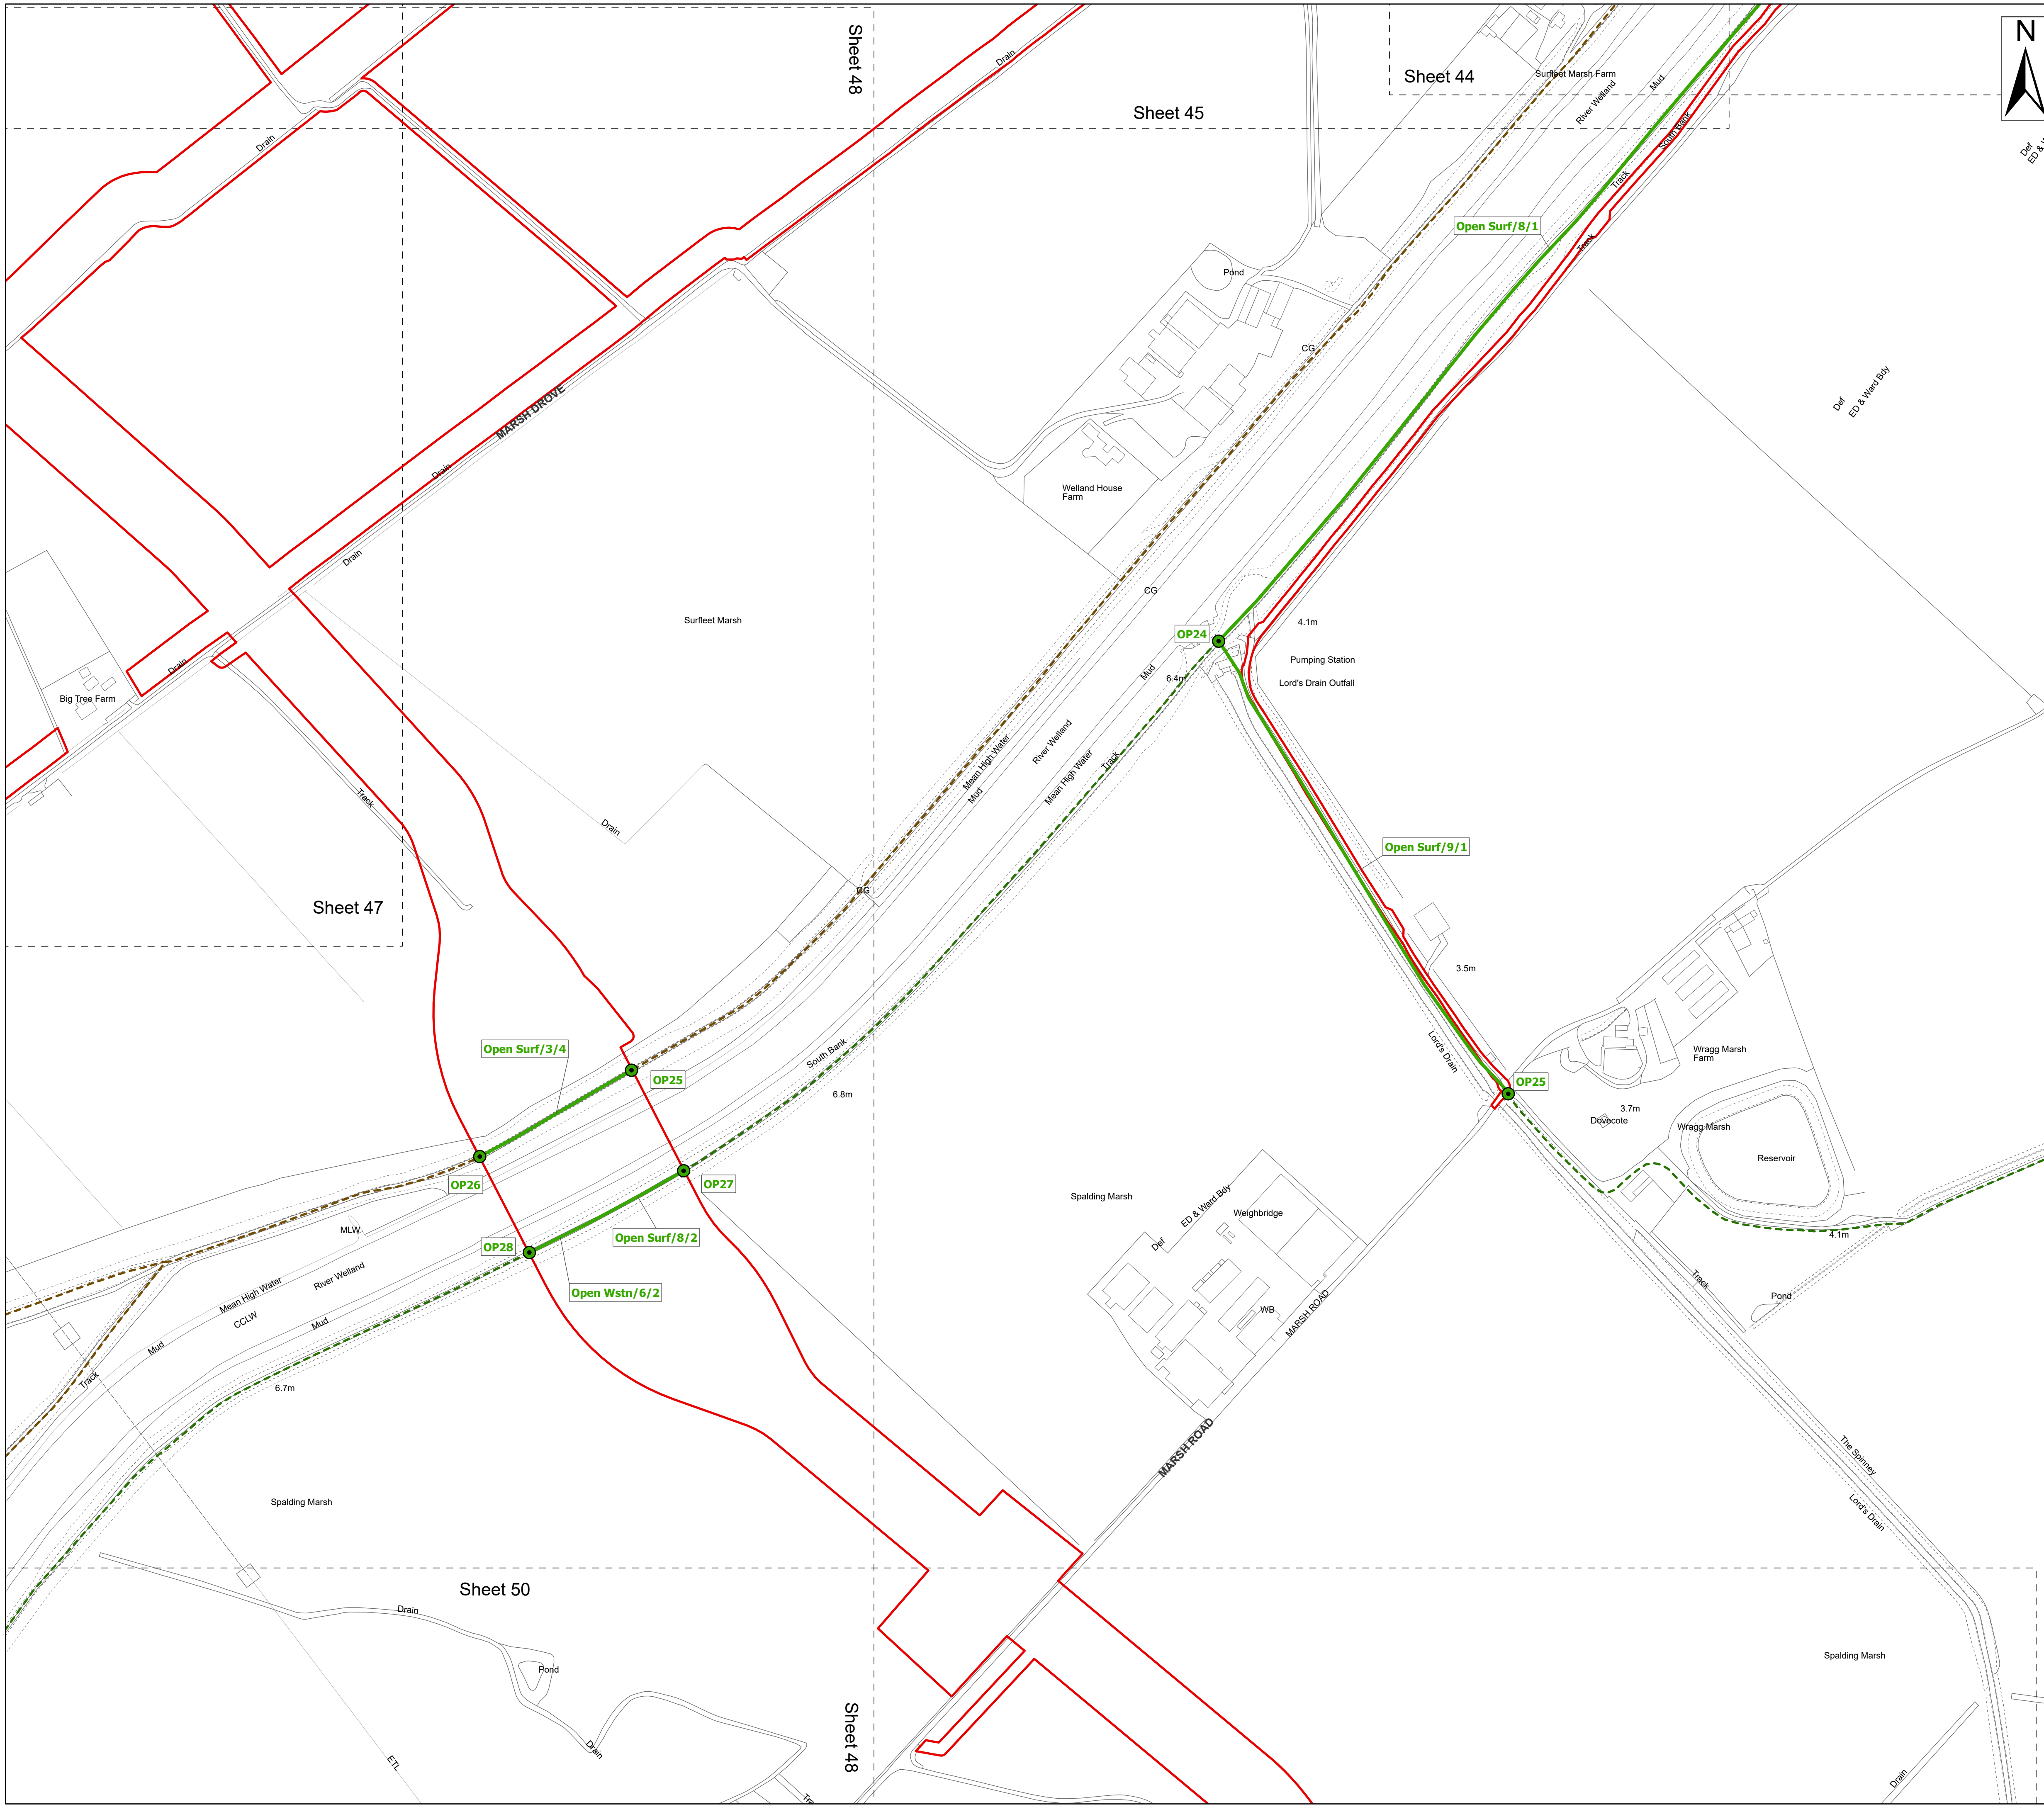 N
Sheet 48
Sheet 44
Surfleet Marsh Farm
Mud
River Welland
Sheet 45
Drain
Drain
South Bank
Def
Track
Open Surf/8/1
Track
Pond
CG
Def
ED & Ward Bdy
MARSH DROVE
Drain
Welland House
Farm
Drain
CG
Surfleet Marsh
4.1m
OP24
Pumping Station
Drain
Mud
6.4m
Lord's Drain Outfall
Big Tree Farm
River Welland
Mean High Water
Mud
Mean High Water
Track
Track
Drain
Open Surf/9/1
CG
Sheet 47
3.5m
Open Surf/3/4
South Bank
Lord's Drain
Wragg Marsh
Farm
OP25
OP25
6.8m
3.7m
Dovecote
Wragg Marsh
Reservoir
OP26
OP27
Spalding Marsh
ED & Ward Bdy
Weighbridge
MLW
Open Surf/8/2
4.1m
OP28
Def
River Welland
Track
Open Wstn/6/2
Mean High Water
CCLW
Mud
Pond
WB
MARSH ROAD
Mud
Track
6.7m
MARSH ROAD
The Spinney
Spalding Marsh
Lord's Drain
Sheet 50
Drain
Pond
Spalding Marsh
Sheet 48
Drain
ETL
Drain